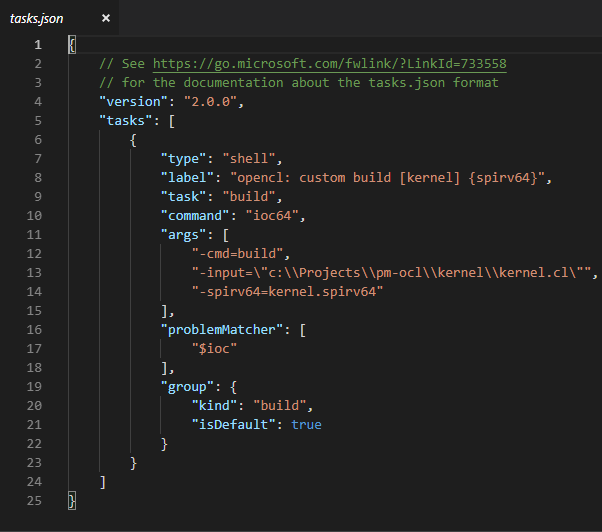 tasks.json ×
1 {
2 // See https://go.microsoft.com/fwlink/?LinkId=733558
3 // for the documentation about the tasks.json format
4 "version": "2.0.0",
5 "tasks": [
6 {
7 "type": "shell",
8 "label": "opencl: custom build [kernel] {spirv64}",
9 "task": "build",
10 "command": "ioc64",
11 "args": [
12 "-cmd=build",
13 "-input=\"c:\\Projects\\pm-ocl\\kernel\\kernel.cl\"",
14 "-spirv64=kernel.spirv64"
15 ],
16 "problemMatcher": [
17 "$ioc"
18 ],
19 "group": {
20 "kind": "build",
21 "isDefault": true
22 }
23 }
24 ]
25 }